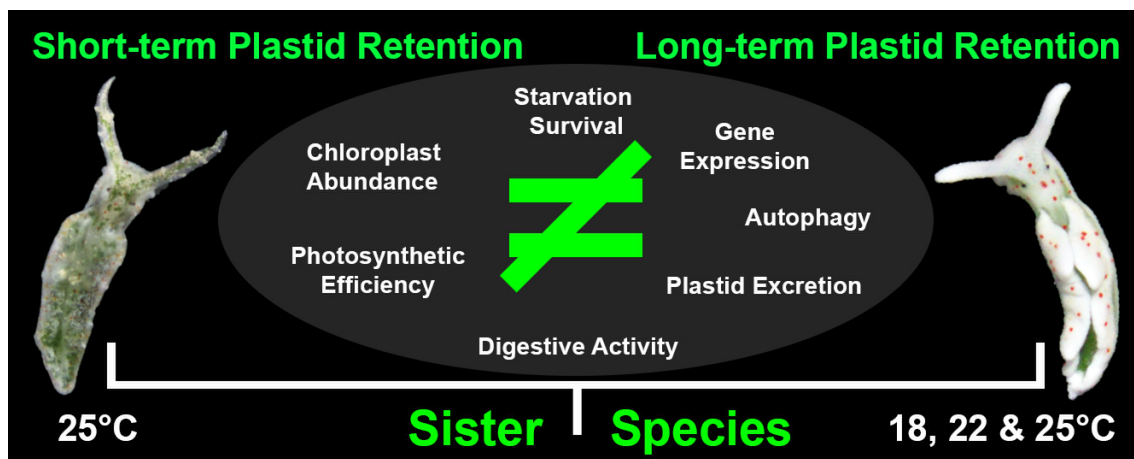 Short-term Plastid Retention
Long-term Plastid Retention
Starvation
Survival
Gene
Expression
Chloroplast
Abundance
Autophagy
Photosynthetic
Efficiency
Plastid Excretion
Digestive Activity
25°C
Sister Species
18, 22 & 25°C